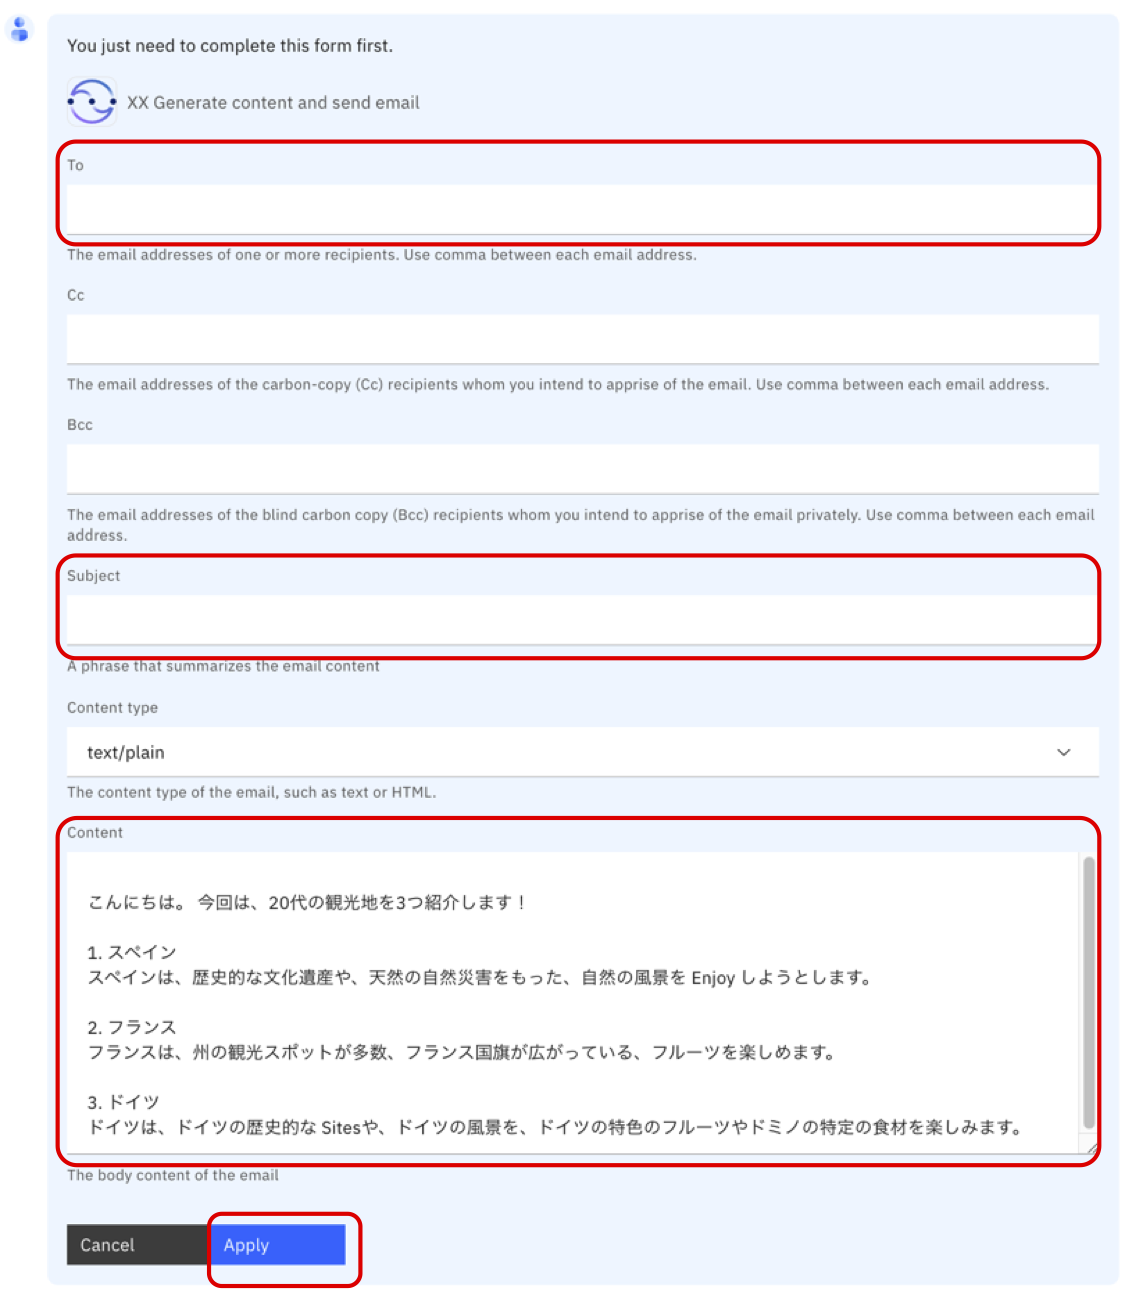 You just need to complete this form first.
XX Generate content and send email
To
The email addresses of one or more recipients. Use comma between each email address.
Cc
The email addresses of the carbon-copy (Cc) recipients whom you intend to apprise of the email. Use comma between each email address.
Bcc
The email addresses of the blind carbon copy (Bcc) recipients whom you intend to apprise of the email privately. Use comma between each email
address.
Subject
A phrase that summarizes the email content
Content type
text/plain
The content type of the email, such as text or HTML.
Content
こんにちは。 今回は、20代の観光地を3つ紹介します！
1. スペイン
スペインは、歴史的な文化遺産や、天然の自然災害をもった、自然の風景を Enjoy しようとします。
2. フランス
フランスは、州の観光スポットが多数、フランス国旗が広がっている、フルーツを楽しめます。
3. ドイツ
ドイツは、ドイツの歴史的な Sitesや、ドイツの風景を、ドイツの特色のフルーツやドミノの特定の食材を楽しみます。
The body content of the email
Cancel
Apply